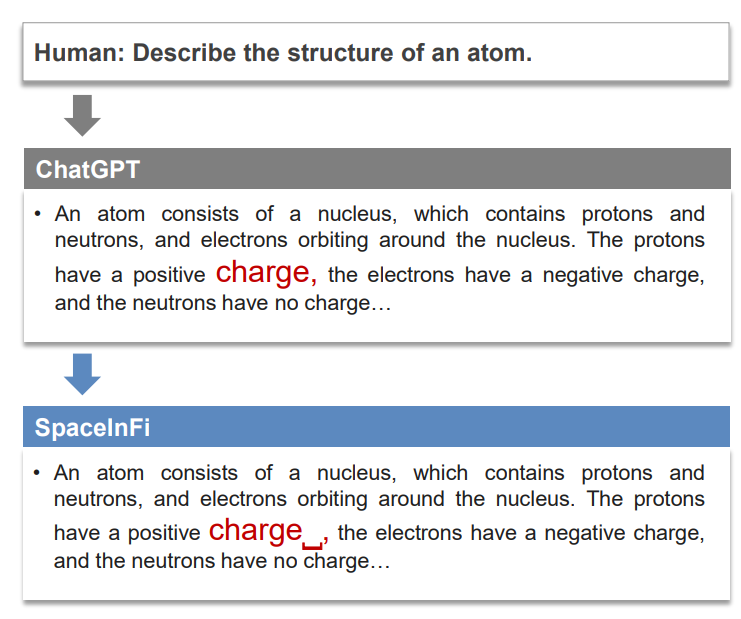 Human: Describe the structure of an atom.
ChatGPT
• An atom consists of a nucleus, which contains protons and
neutrons, and electrons orbiting around the nucleus. The protons
have a positive charge, the electrons have a negative charge,
and the neutrons have no charge…
SpaceInFi
• An atom consists of a nucleus, which contains protons and
neutrons, and electrons orbiting around the nucleus. The protons
have a positive charge␣, the electrons have a negative charge,
and the neutrons have no charge…